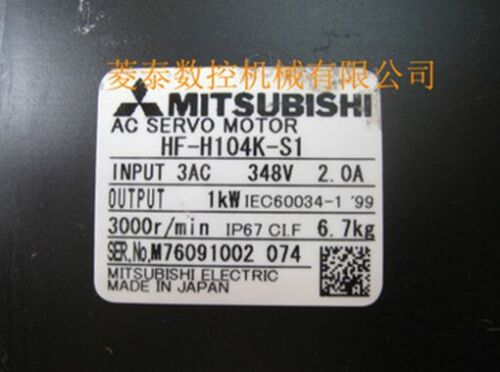 菱泰数控机械有限公司
MITSUBISHI
AC SERVO MOTOR
HF-H104K-S1
INPUT 3AC 348V 2.0A
OUTPUT 1kW IEC60034-1 '99
3000r/min IP67 CI.F 6.7kg
SER.No.M76091002 074
MITSUBISHI ELECTRIC
MADE IN JAPAN